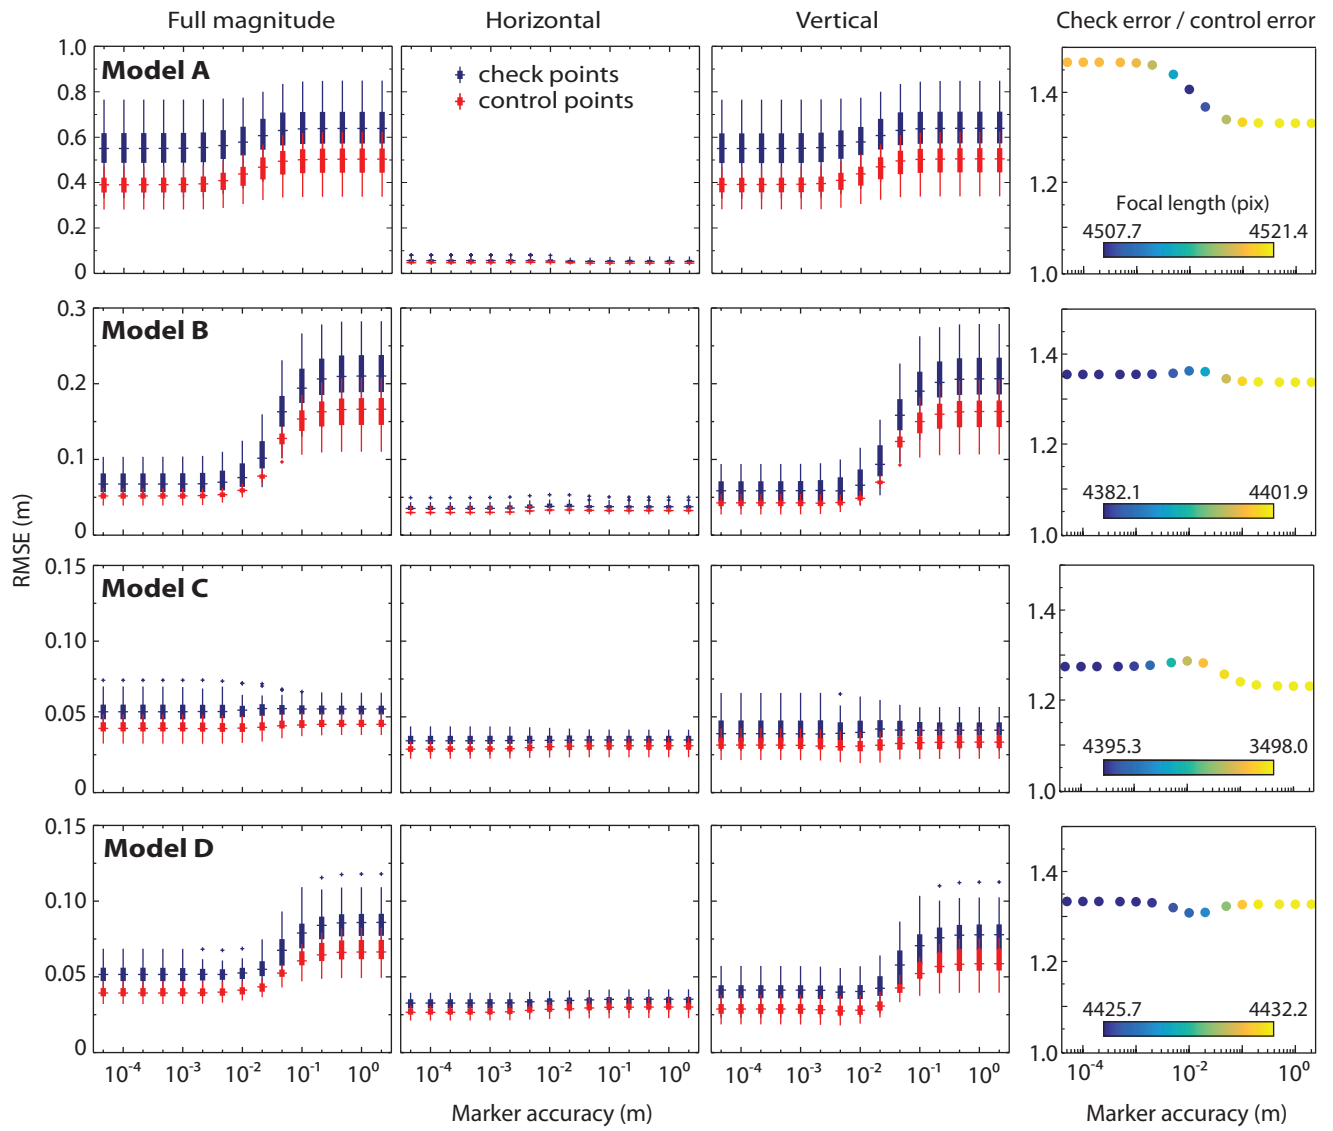 Full magnitude Horizontal Vertical Check error / control error
1.0 Model A check points 1.4
0.8 control points
0.6
0.4 1.2
0.2 Focal length (pix)
4507.7 4521.4
0 1.0
0.3 Model B
1.4
0.2
1.2
0.1 4382.1 4401.9
0 1.0
RMSE (m)
0.15 Model C
1.4
0.10
1.2
0.05
4395.3 3498.0
0 1.0
0.15 Model D
1.4
0.10
1.2
0.05
4425.7 4432.2
0 1.0
10-4 10-3 10-2 10-1 100 10-4 10-3 10-2 10-1 100 10-4 10-3 10-2 10-1 100 10-4 10-2 100
Marker accuracy (m) Marker accuracy (m)